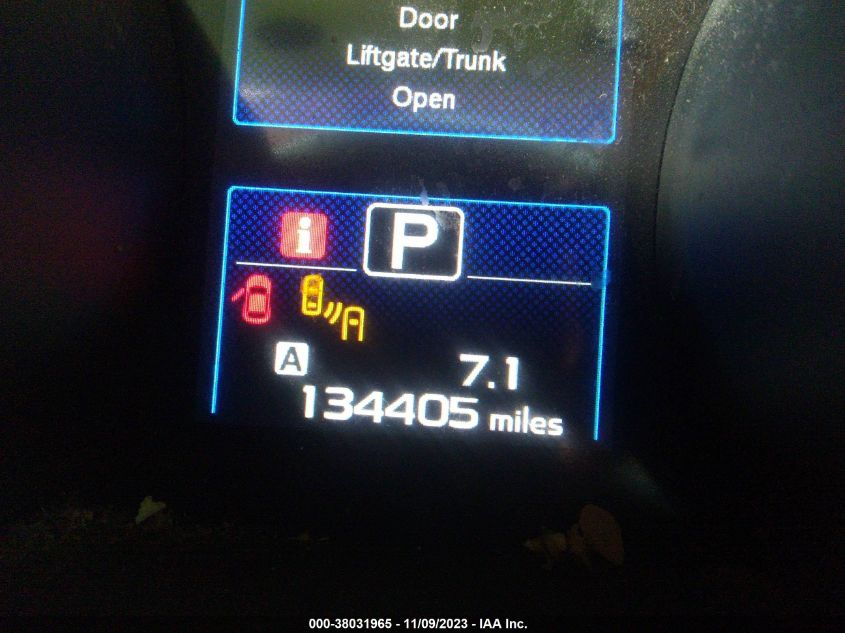 Door
Liftgate/Trunk
Open
i P
A 7.1
134405 miles
000-38031965 - 11/09/2023 - IAA Inc.